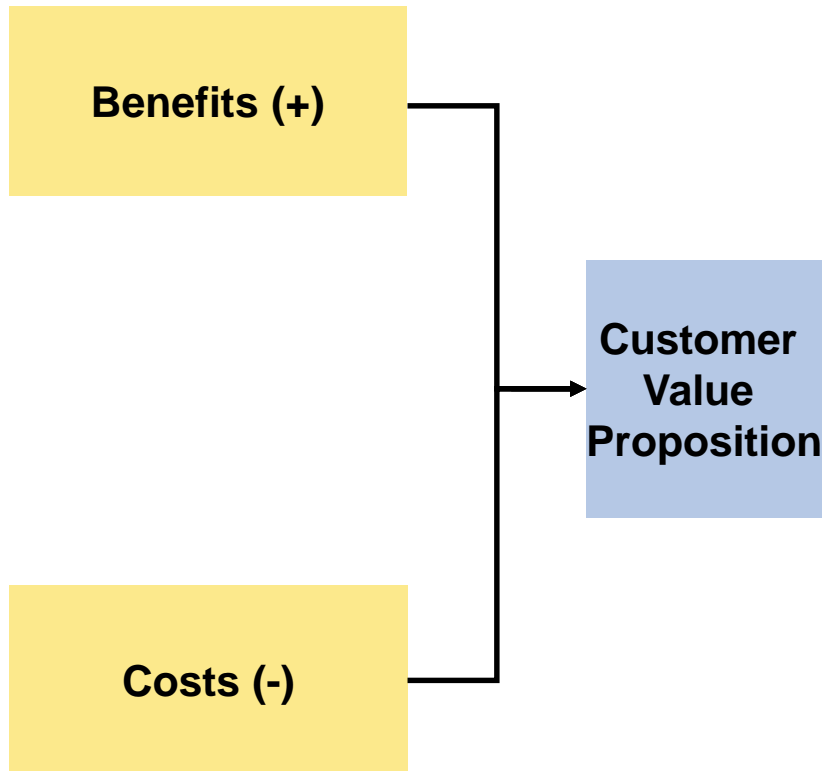 Benefits (+)
Customer
Value
Proposition
Costs (-)